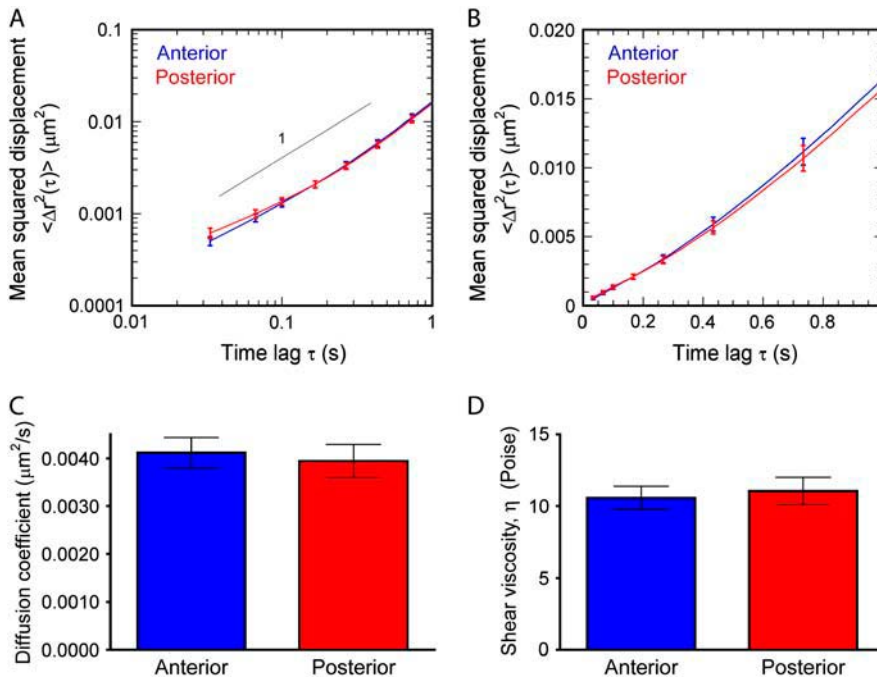 A
Mean squared displacement
<Δr²(τ)> (μm²)
0.1
0.01
0.001
0.0001
Anterior
Posterior
1
0.01
0.1
1
Time lag τ (s)
B
Mean squared displacement
<Δr²(τ)> (μm²)
0.020
0.015
0.010
0.005
0
Anterior
Posterior
0
0.2
0.4
0.6
0.8
Time lag τ (s)
C
Diffusion coefficient (μm²/s)
0.0040
0.0030
0.0020
0.0010
0.0000
Anterior
Posterior
D
Shear viscosity, η (Poise)
15
10
5
0
Anterior
Posterior